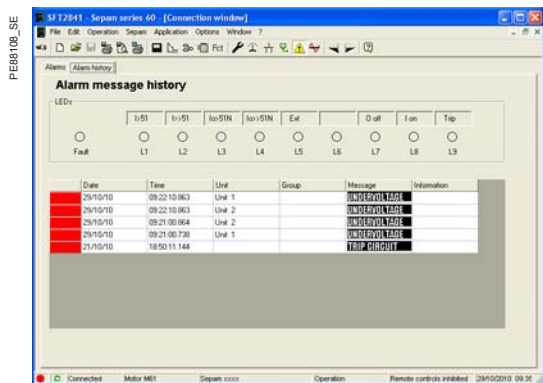 PE88108_SE
SFT2841 - Sepam series 60 - [Connection window]
File Edit Operation Sepam Application Options Window ?
Fct
Alarms Alarm history
Alarm message history
LEDs
I>51 I>>51 Io>51N Io>>51N Ext 0 off I on Trip
Fault L1 L2 L3 L4 L5 L6 L7 L8 L9
Date Time Unit Group Message Information
29/10/10 09:22:10.863 Unit 1 UNDERVOLTAGE
29/10/10 09:22:10.863 Unit 2 UNDERVOLTAGE
29/10/10 09:21:00.864 Unit 2 UNDERVOLTAGE
29/10/10 09:21:00.738 Unit 1 UNDERVOLTAGE
21/10/10 18:50:11.144 TRIP CIRCUIT
Connected Motor M61 Sepam xxxx Operation Remote controls inhibited 29/10/2010 09:3